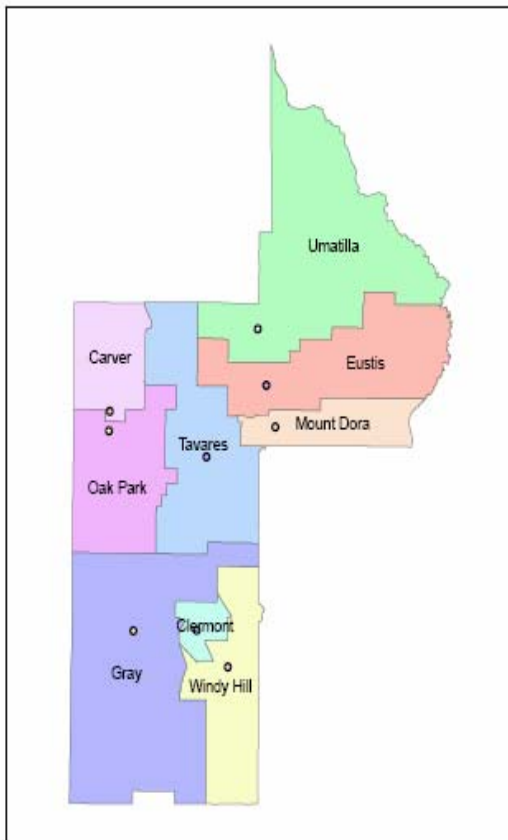 Umatilla
Carver
Eustis
Mount Dora
Tavares
Oak Park
Clermont
Gray
Windy Hill